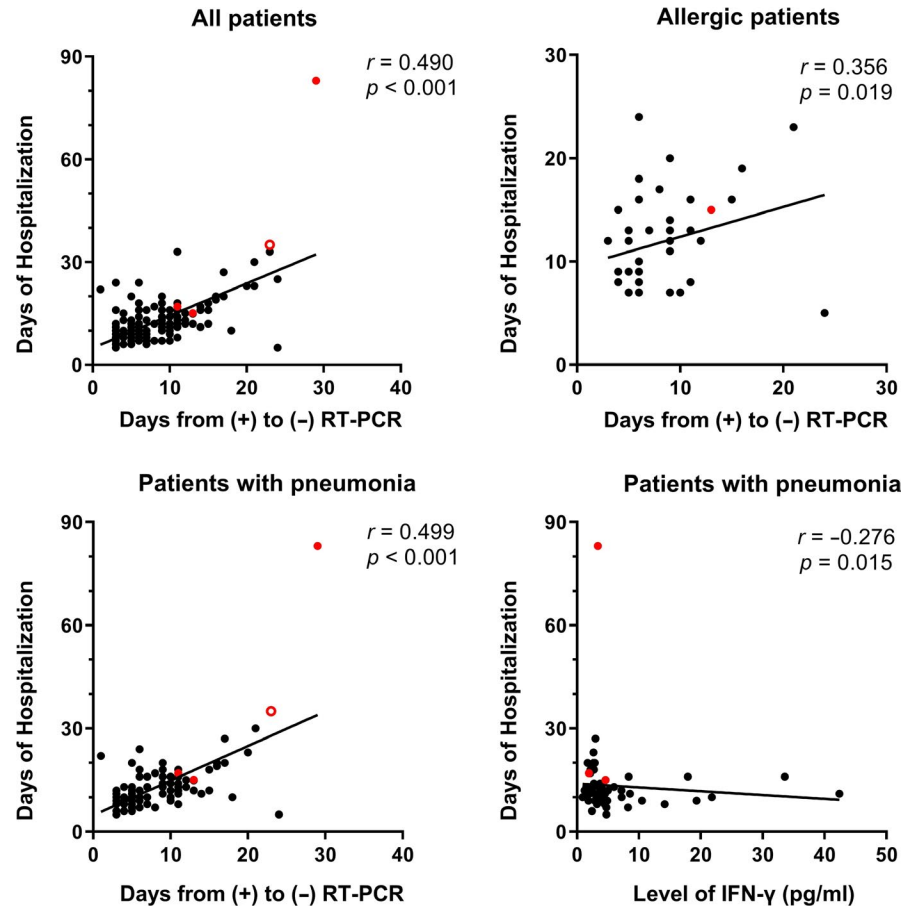 All patients
r = 0.490
p < 0.001
90
60
30
0
0
10
20
30
40
Days of Hospitalization
Days from (+) to (–) RT-PCR
Allergic patients
r = 0.356
p = 0.019
30
20
10
0
0
10
20
30
Days of Hospitalization
Days from (+) to (–) RT-PCR
Patients with pneumonia
r = 0.499
p < 0.001
90
60
30
0
0
10
20
30
40
Days of Hospitalization
Days from (+) to (–) RT-PCR
Patients with pneumonia
r = –0.276
p = 0.015
90
60
30
0
0
10
20
30
40
50
Days of Hospitalization
Level of IFN-γ (pg/ml)